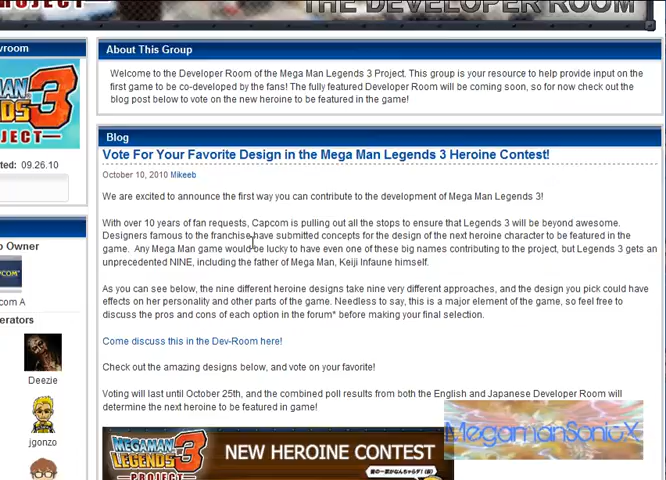 THE DEVELOPER ROOM
About This Group
Welcome to the Developer Room of the Mega Man Legends 3 Project. This group is your resource to help provide input on the
first game to be co-developed by the fans! The fully featured Developer Room will be coming soon, so for now check out the
blog post below to vote on the new heroine to be featured in the game!
Blog
Vote For Your Favorite Design in the Mega Man Legends 3 Heroine Contest!
October 10, 2010 Mikeeb
We are excited to announce the first way you can contribute to the development of Mega Man Legends 3!
With over 10 years of fan requests, Capcom is pulling out all the stops to ensure that Legends 3 will be beyond awesome.
Designers famous to the franchise have submitted concepts for the design of the next heroine character to be featured in the
game.  Any Mega Man game would be lucky to have even one of these big names contributing to the project, but Legends 3 gets an
unprecedented NINE, including the father of Mega Man, Keiji Infaune himself.
As you can see below, the nine different heroine designs take nine very different approaches, and the design you pick could have
effects on her personality and other parts of the game. Needless to say, this is a major element of the game, so feel free to
discuss the pros and cons of each option in the forum* before making your final selection.
Come discuss this in the Dev-Room here!
Check out the amazing designs below, and vote on your favorite!
Voting will last until October 25th, and the combined poll results from both the English and Japanese Developer Room will
determine the next heroine to be featured in game!
MegamanSonicX
MEGAMAN
LEGENDS 3
PROJECT
NEW HEROINE CONTEST
vroom
MAN
ENDS 3
JECT
ted: 09.26.10
p Owner
com A
erators
Deezie
jgonzo